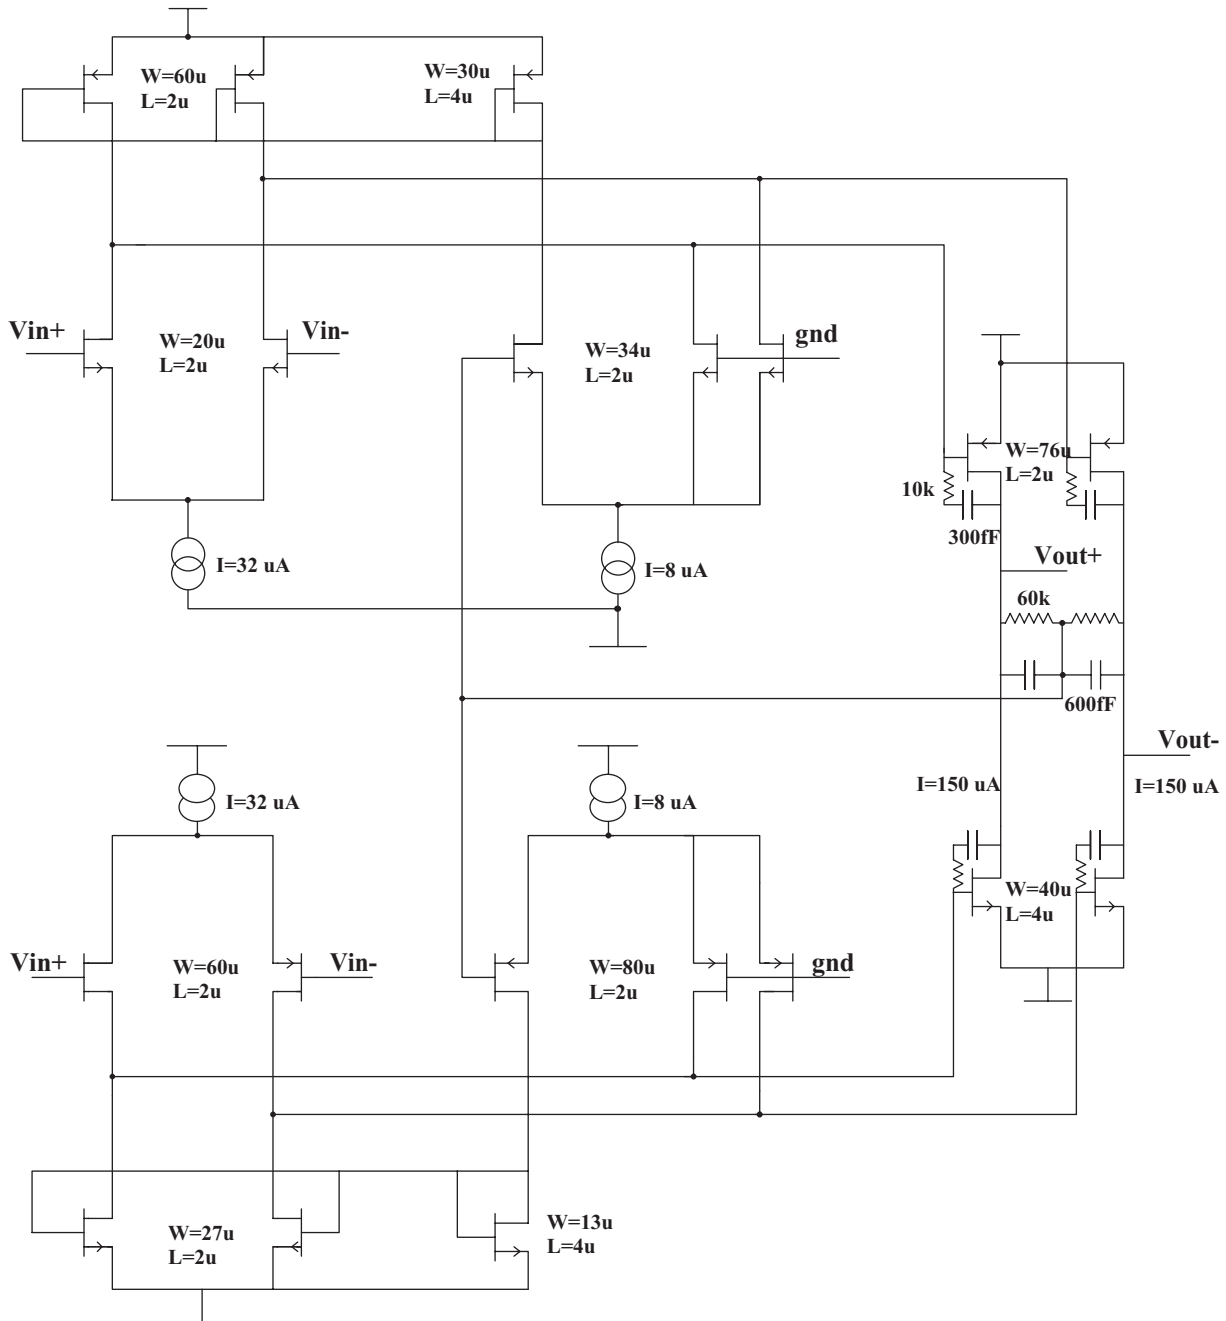 W=60u
L=2u
W=30u
L=4u
Vin+
W=20u
L=2u
Vin-
W=34u
L=2u
gnd
W=76u
L=2u
10k
300fF
I=32 uA
I=8 uA
Vout+
60k
600fF
Vout-
I=32 uA
I=8 uA
I=150 uA
I=150 uA
W=40u
L=4u
Vin+
W=60u
L=2u
Vin-
W=80u
L=2u
gnd
W=27u
L=2u
W=13u
L=4u